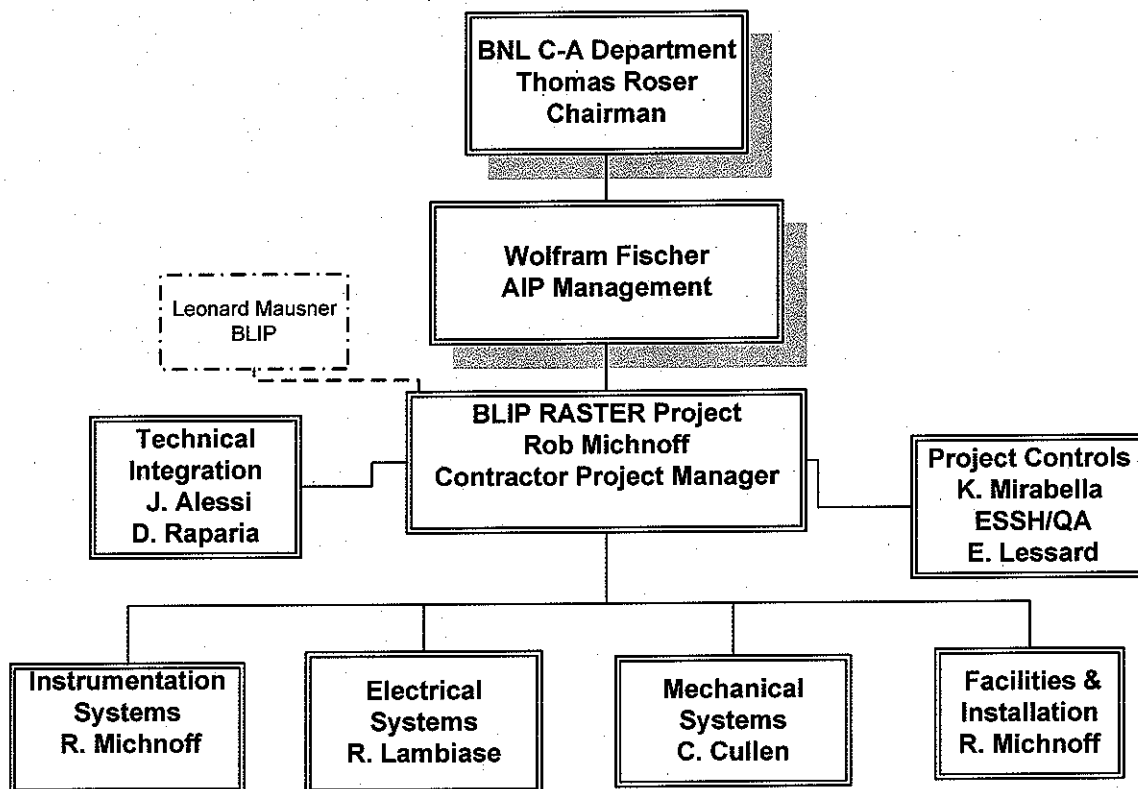 BNL C-A Department
Thomas Roser
Chairman
Wolfram Fischer
AIP Management
Leonard Mausner
BLIP
BLIP RASTER Project
Rob Michnoff
Contractor Project Manager
Technical
Integration
J. Alessi
D. Raparia
Project Controls
K. Mirabella
ESSH/QA
E. Lessard
Instrumentation
Systems
R. Michnoff
Electrical
Systems
R. Lambiase
Mechanical
Systems
C. Cullen
Facilities &
Installation
R. Michnoff